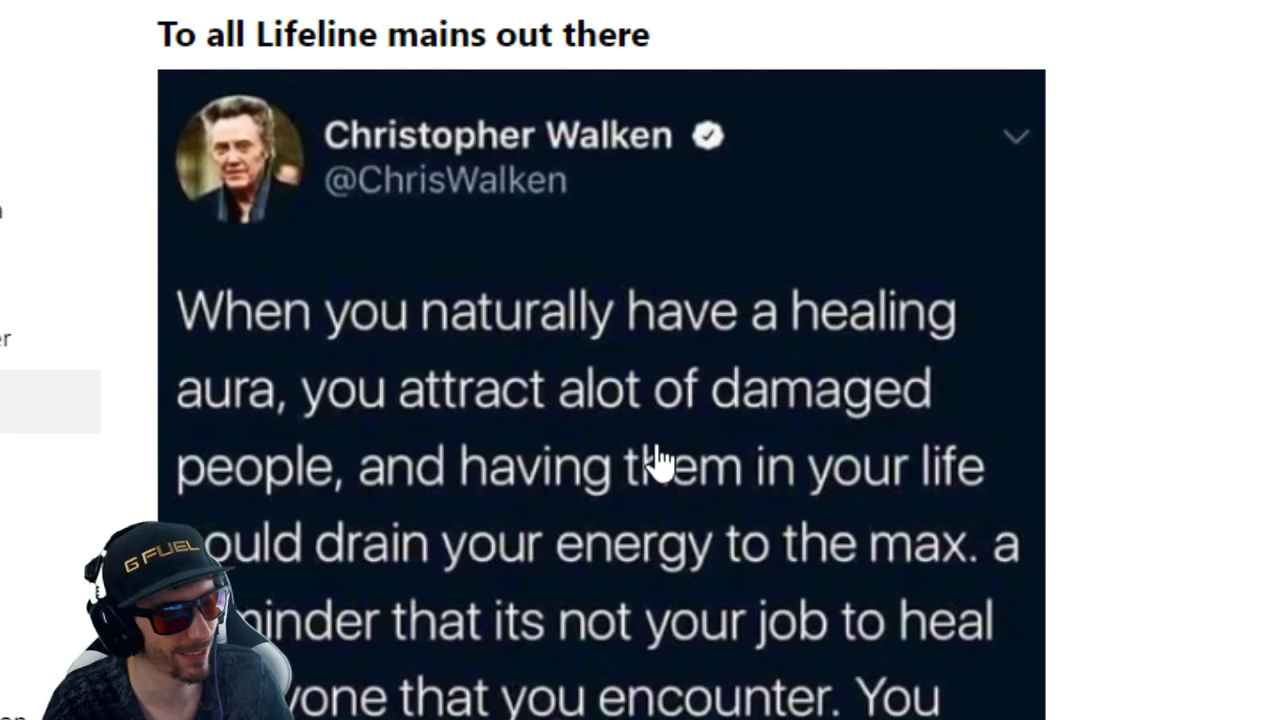 To all Lifeline mains out there
Christopher Walken
@ChrisWalken
When you naturally have a healing
aura, you attract alot of damaged
people, and having them in your life
ould drain your energy to the max. a
minder that its not your job to heal
yone that you encounter. You
G FUEL